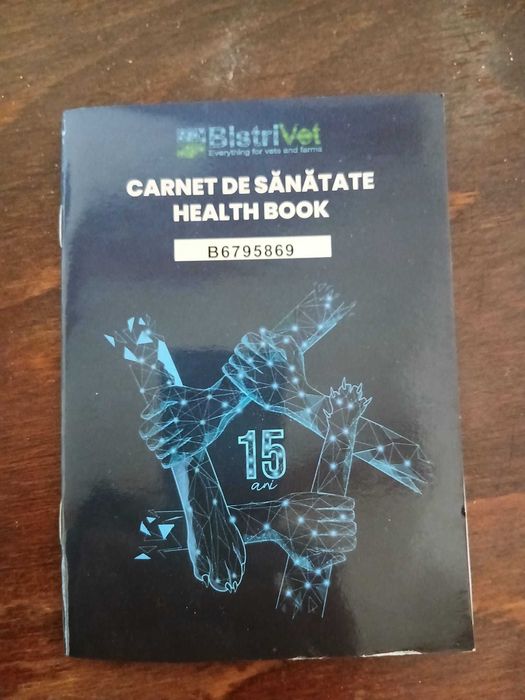 BistriVet
Everything for vets and farms
CARNET DE SĂNĂTATE
HEALTH BOOK
B6795869
15
ani